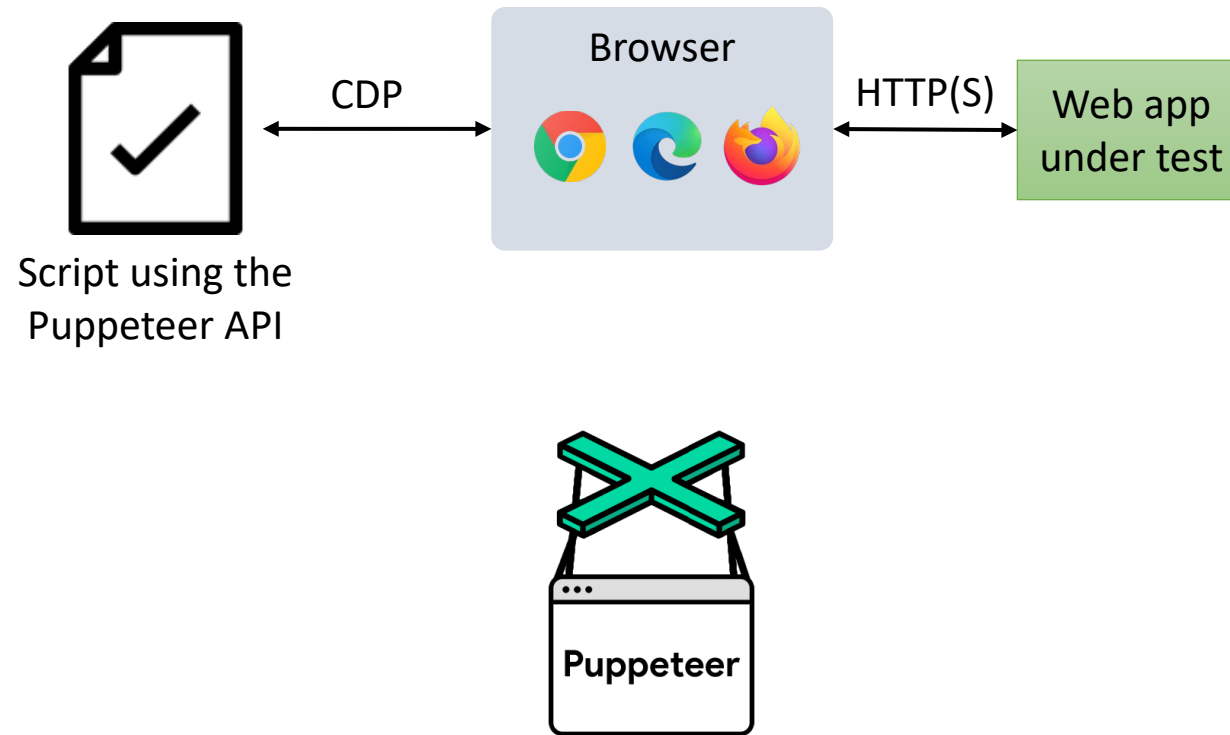 Browser
CDP
HTTP(S)
Web app
under test
Script using the
Puppeteer API
Puppeteer